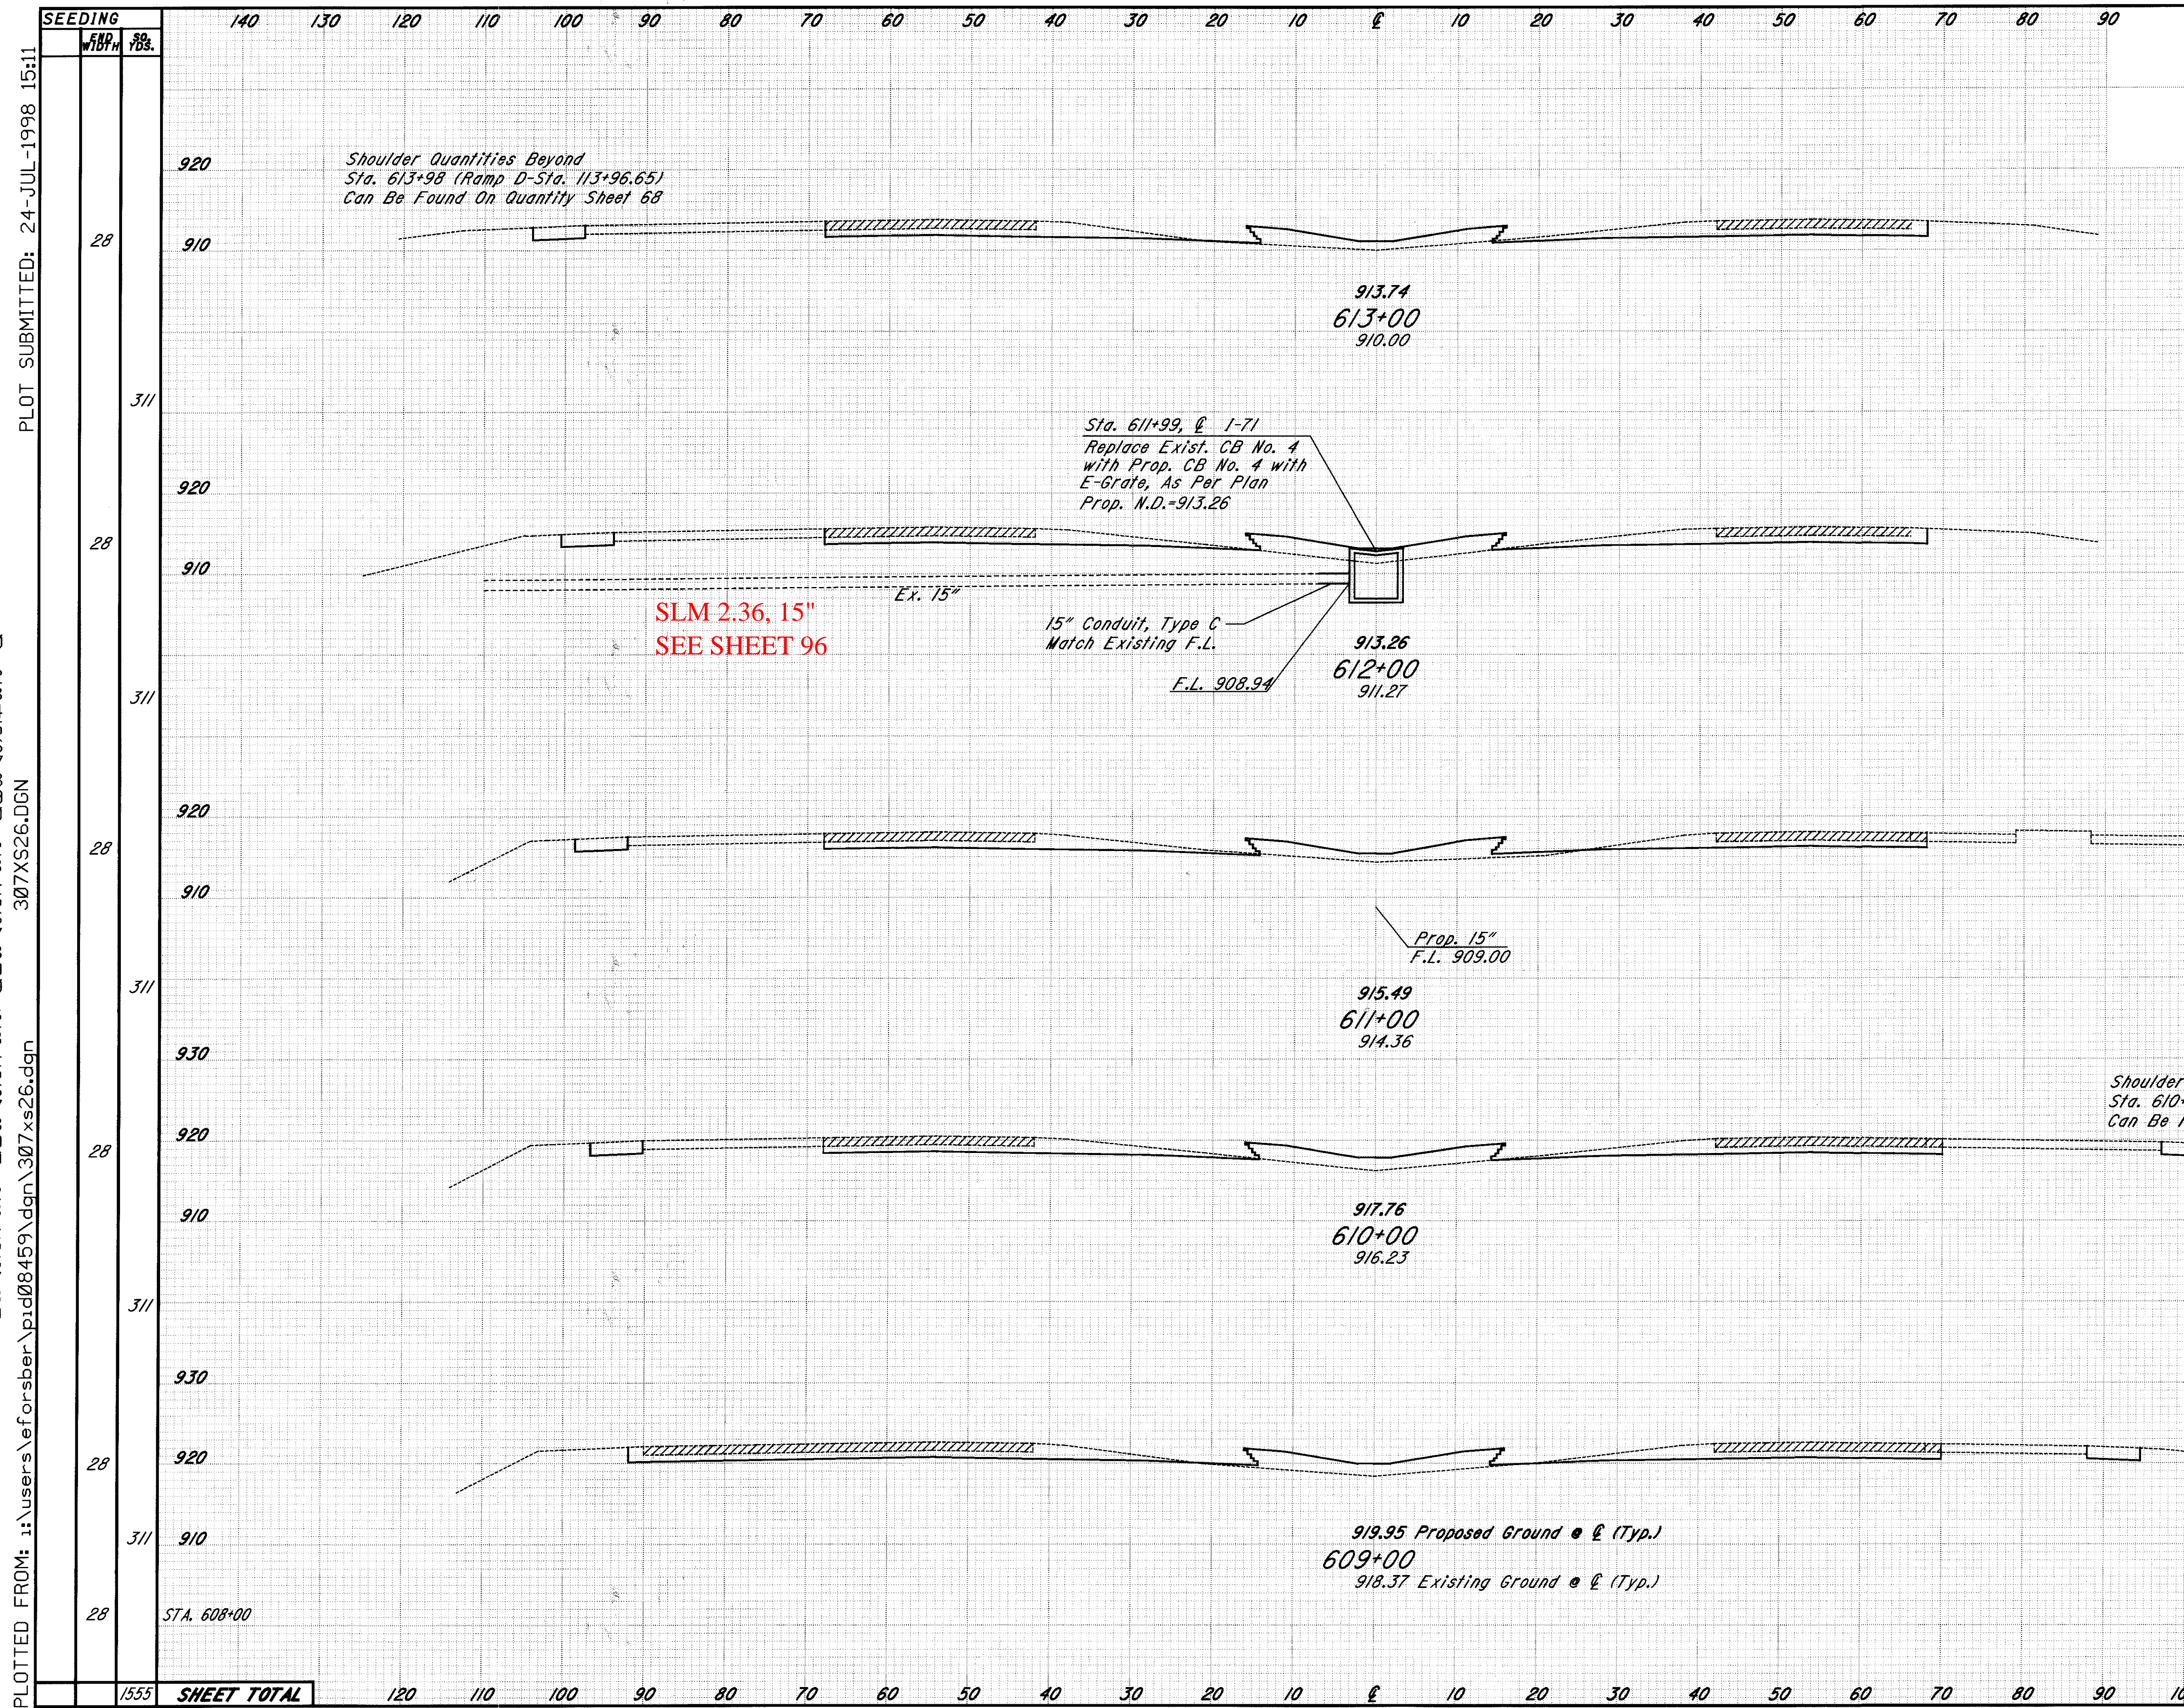 SEEDING
END WIDTH
SQ. YDS.
140 130 120 110 100 90 80 70 60 50 40 30 20 10 ℄ 10 20 30 40 50 60 70 80 90
PLOT SUBMITTED: 24-JUL-1998 15:11
307XS26.DGN
PLOTTED FROM: i:\users\eforsber\pid08459\dgn\307xs26.dgn
920
Shoulder Quantities Beyond
Sta. 613+98 (Ramp D-Sta. 113+96.65)
Can Be Found On Quantity Sheet 68
28
910
913.74
613+00
910.00
311
Sta. 611+99, ℄ I-71
Replace Exist. CB No. 4
with Prop. CB No. 4 with
E-Grate, As Per Plan
Prop. N.D.=913.26
920
28
910
Ex. 15"
SLM 2.36, 15"
SEE SHEET 96
15" Conduit, Type C
Match Existing F.L.
F.L. 908.94
913.26
612+00
911.27
311
920
28
910
Prop. 15"
F.L. 909.00
311
915.49
611+00
914.36
930
Shoulder
Sta. 610+
Can Be
920
28
910
917.76
610+00
916.23
311
930
920
28
910
311
919.95 Proposed Ground @ ℄ (Typ.)
609+00
918.37 Existing Ground @ ℄ (Typ.)
28
STA. 608+00
1555 SHEET TOTAL
120 110 100 90 80 70 60 50 40 30 20 10 ℄ 10 20 30 40 50 60 70 80 90